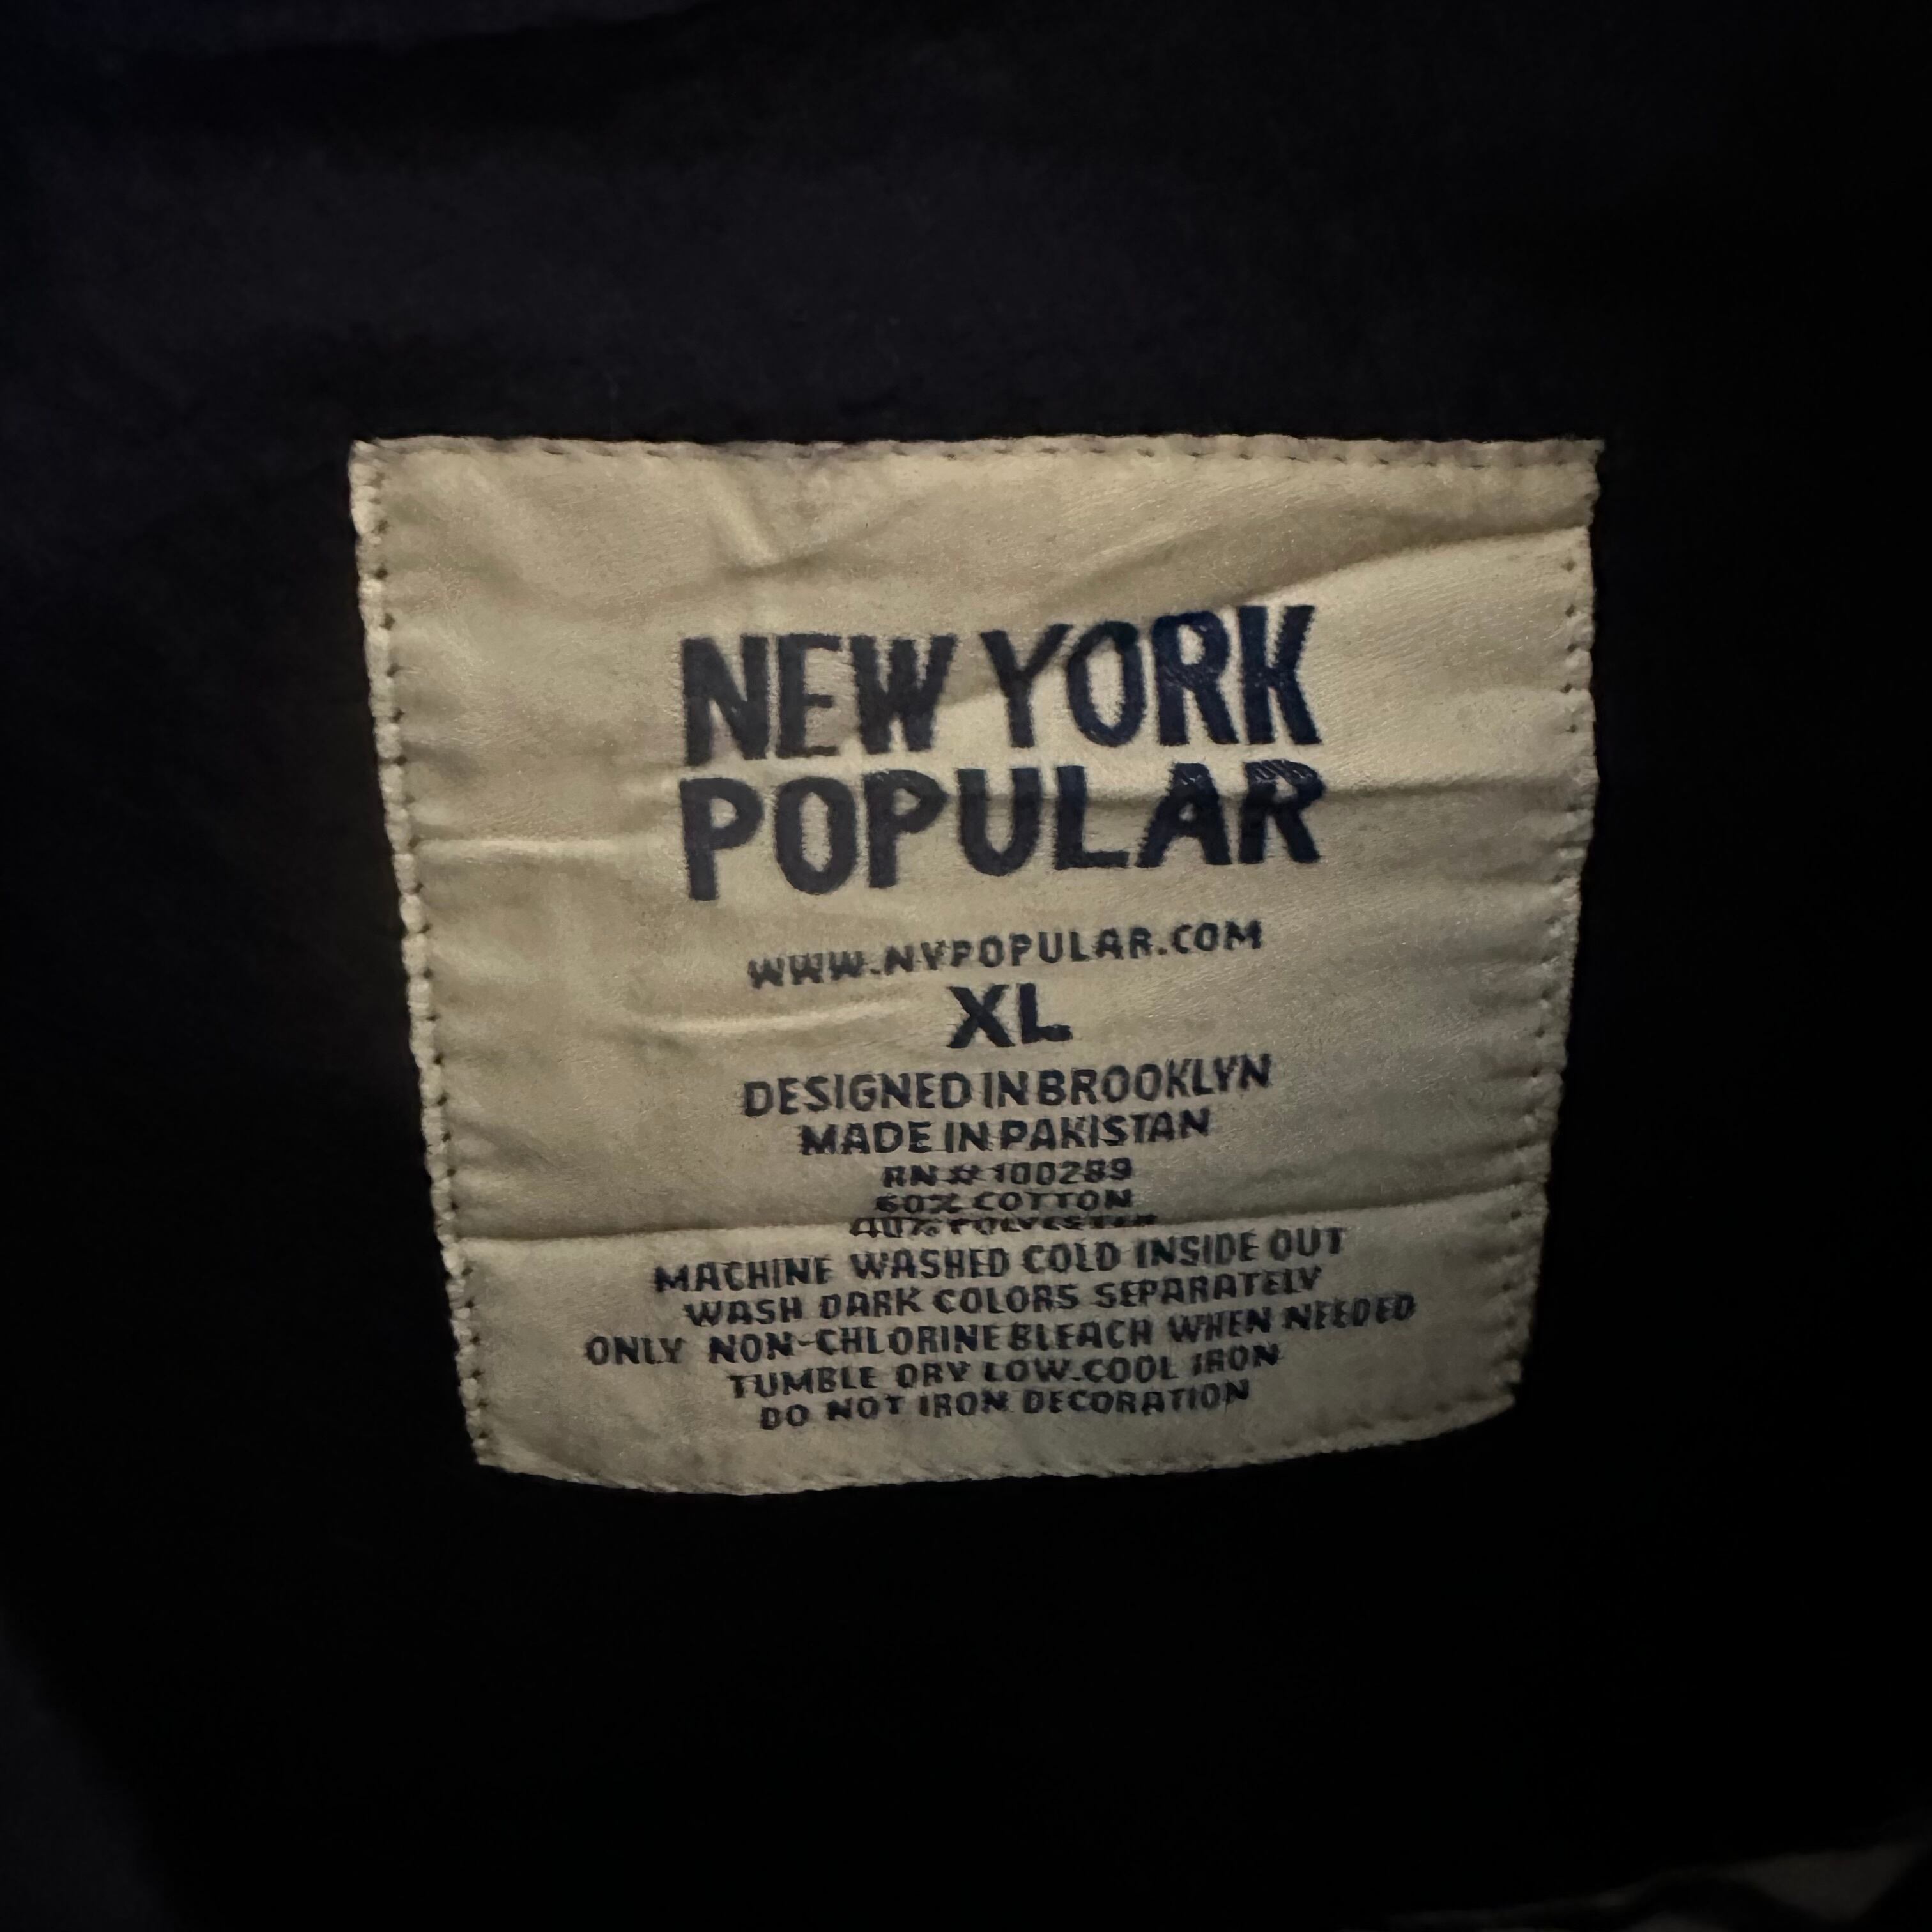 NEW YORK
POPULAR
WWW.NYPOPULAR.COM
XL
DESIGNED IN BROOKLYN
MADE IN PAKISTAN
RN # 100289
60% COTTON
40% POLYESTER
MACHINE WASHED COLD INSIDE OUT
WASH DARK COLORS SEPARATELY
ONLY NON-CHLORINE BLEACH WHEN NEEDED
TUMBLE DRY LOW-COOL IRON
DO NOT IRON DECORATION